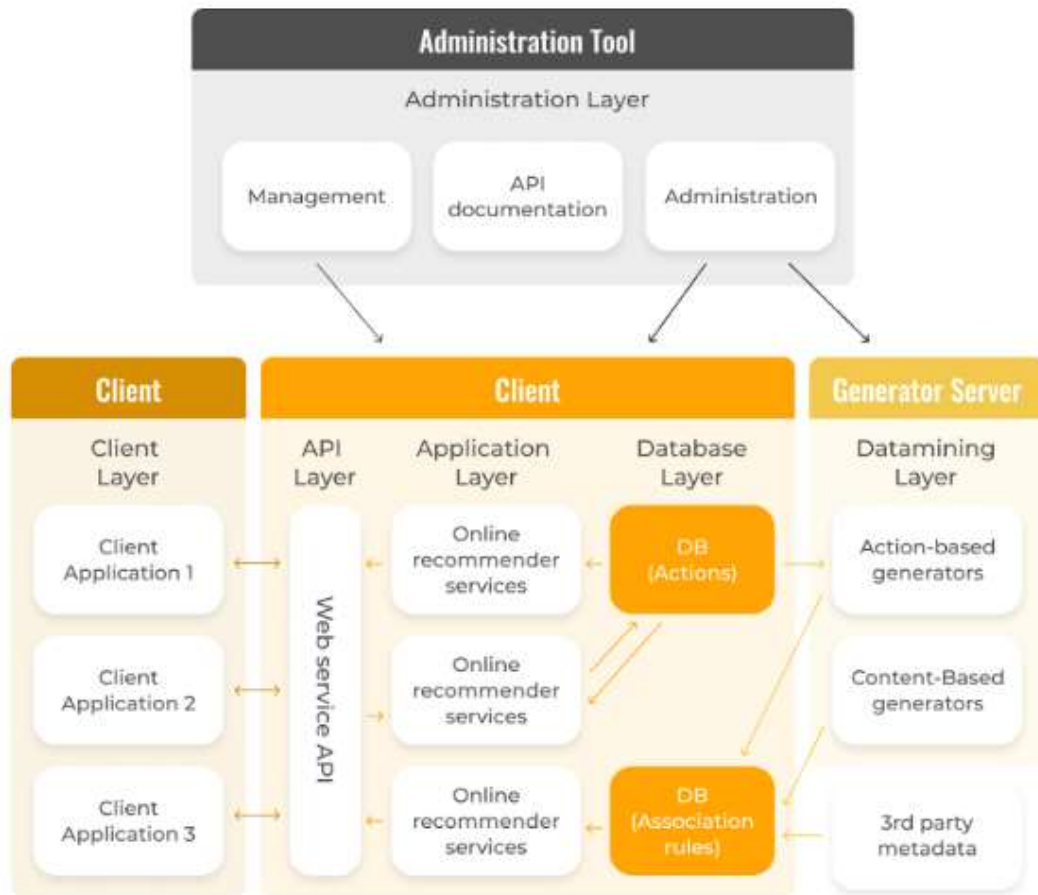 Administration Tool
Administration Layer
Management
API
documentation
Administration
Client
Client
Generator Server
Client
Layer
API
Layer
Application
Layer
Database
Layer
Datamining
Layer
Client
Application 1
Client
Application 2
Client
Application 3
Web service API
Online
recommender
services
Online
recommender
services
Online
recommender
services
DB
(Actions)
DB
(Association
rules)
Action-based
generators
Content-Based
generators
3rd party
metadata